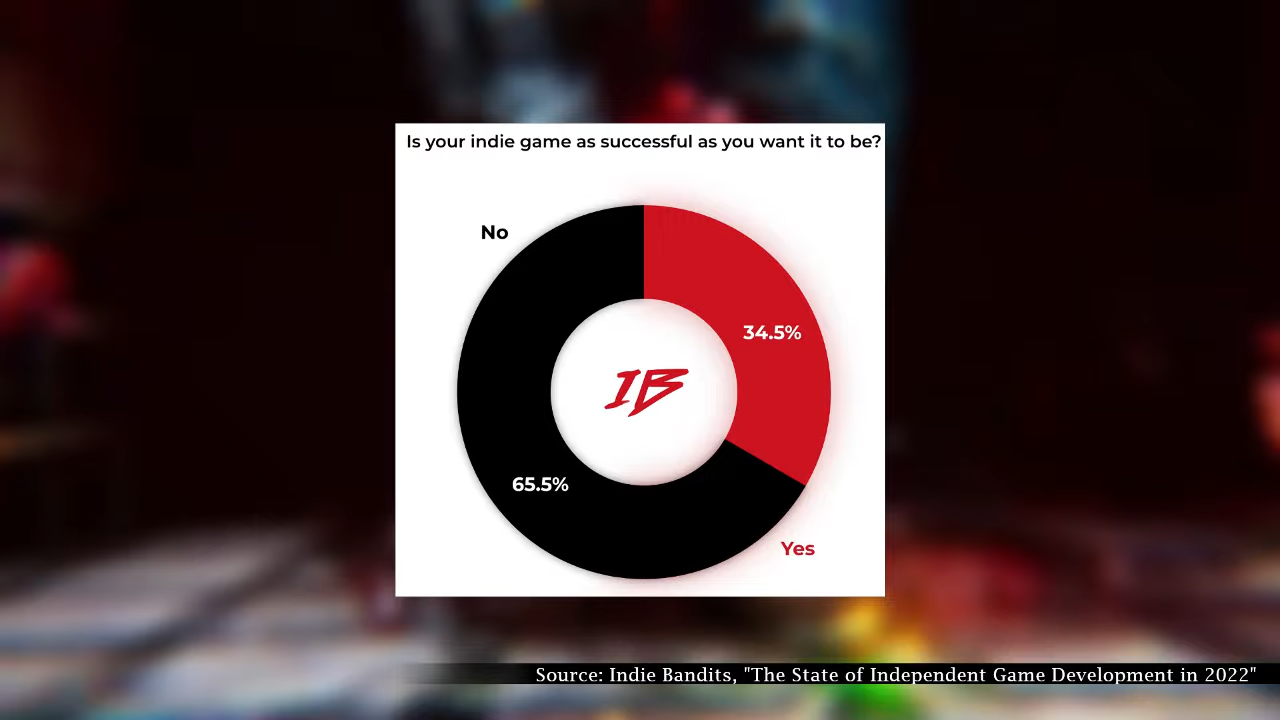 Is your indie game as successful as you want it to be?
No
34.5%
IB
65.5%
Yes
Source: Indie Bandits, "The State of Independent Game Development in 2022"